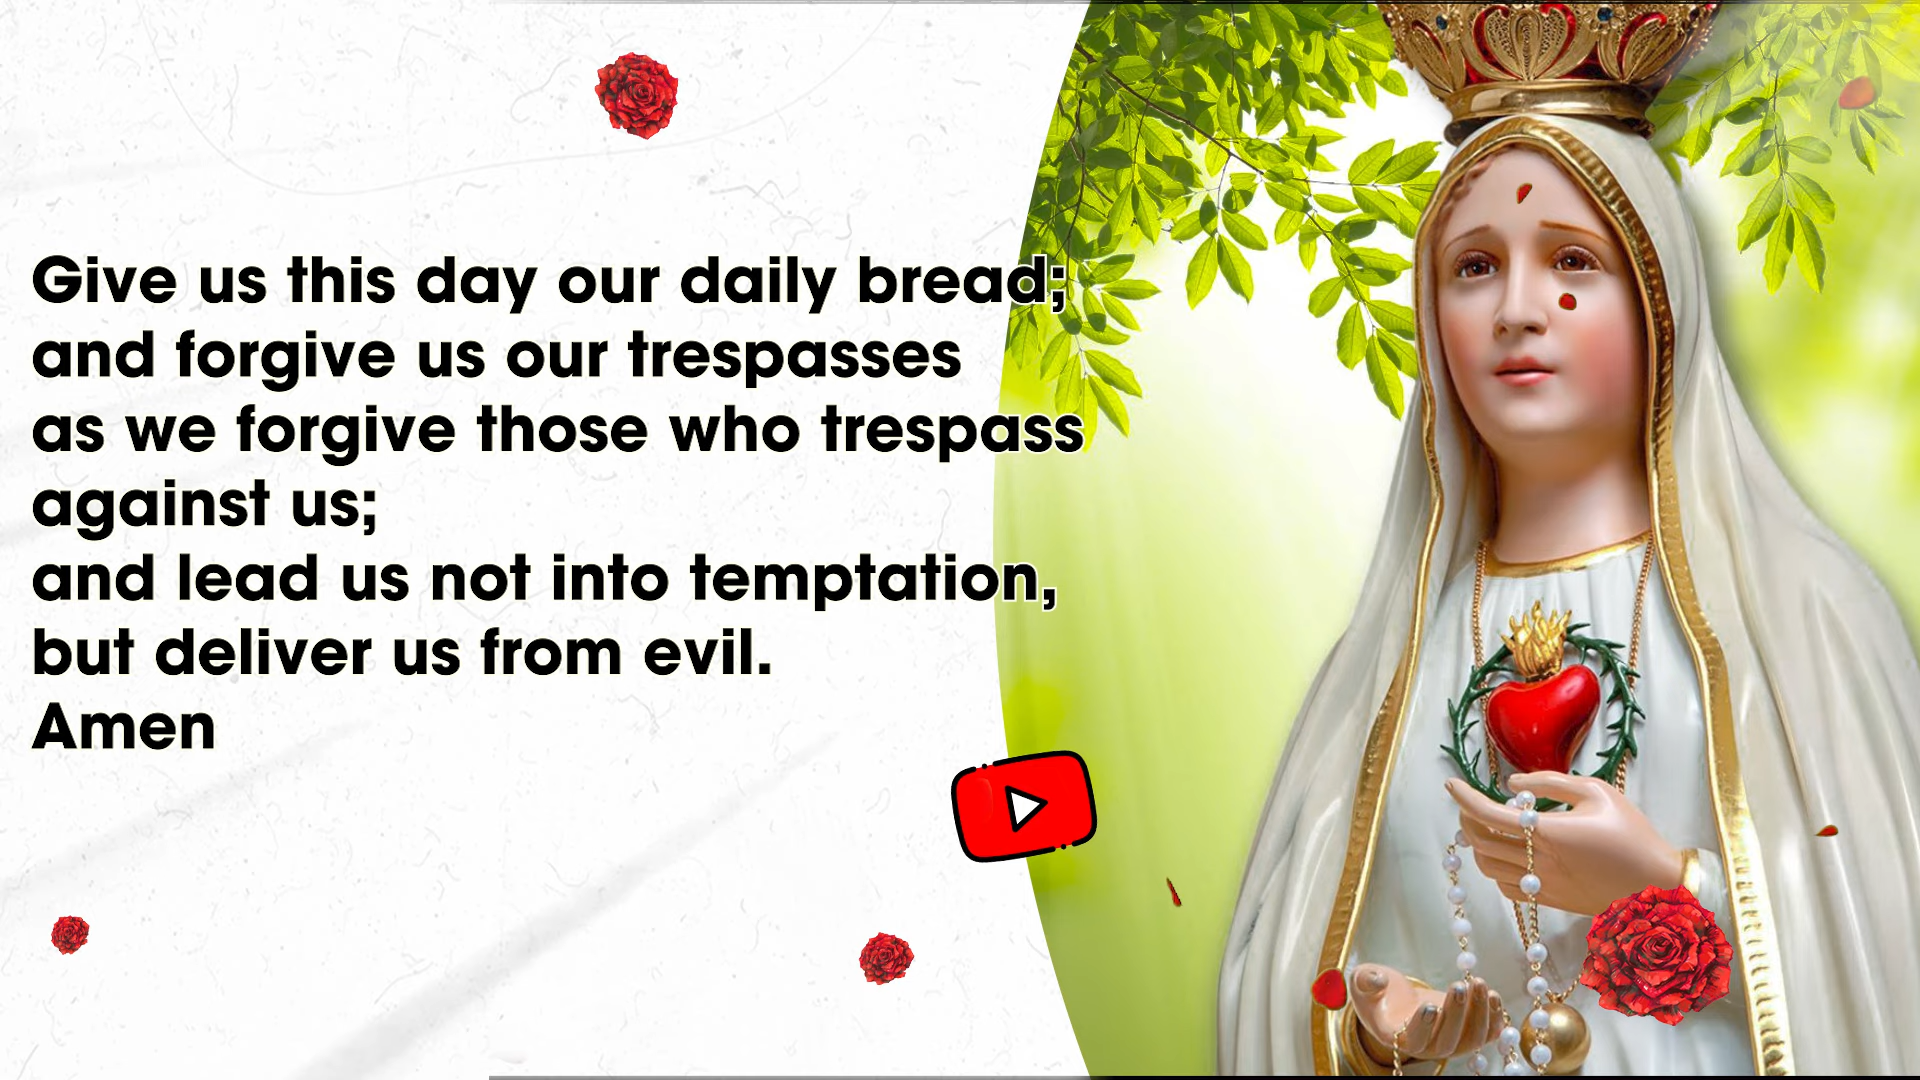 Give us this day our daily bread;
and forgive us our trespasses
as we forgive those who trespass
against us;
and lead us not into temptation,
but deliver us from evil.
Amen